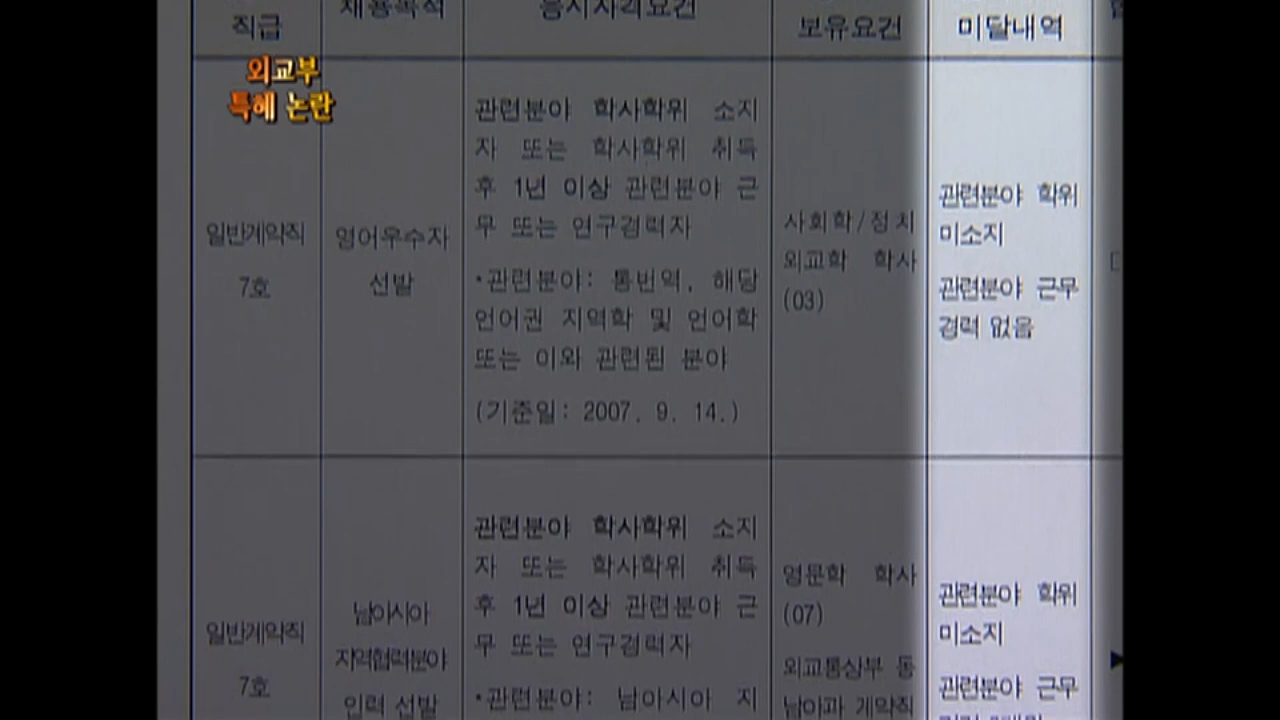 직급
채용목적
응시자격요건
보유요건
미달내역
외교부
특혜 논란
일반계약직
7호
영어우수자
선발
관련분야 학사학위 소지
자 또는 학사학위 취득
후 1년 이상 관련분야 근
무 또는 연구경력자
·관련분야: 통번역, 해당
언어권 지역학 및 언어학
또는 이와 관련된 분야
(기준일: 2007. 9. 14.)
사회학/정치
외교학 학사
(03)
관련분야 학위
미소지
관련분야 근무
경력 없음
일반계약직
7호
남아시아
지역협력분야
인력 선발
관련분야 학사학위 소지
자 또는 학사학위 취득
후 1년 이상 관련분야 근
무 또는 연구경력자
·관련분야: 남아시아 지
영문학 학사
(07)
외교통상부 동
남아과 계약직
관련분야 학위
미소지
관련분야 근무